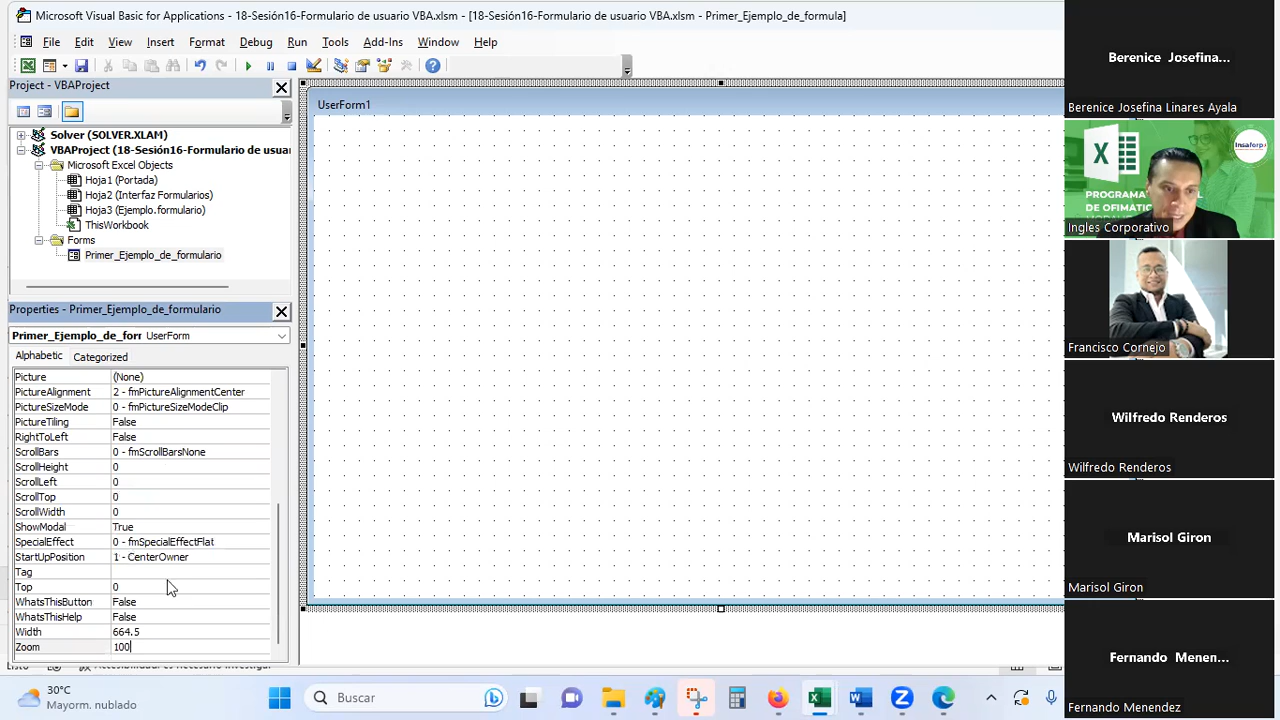 Microsoft Visual Basic for Applications - 18-Sesión16-Formulario de usuario VBA.xlsm - [18-Sesión16-Formulario de usuario VBA.xlsm - Primer_Ejemplo_de_formula]
File Edit View Insert Format Debug Run Tools Add-Ins Window Help
Project - VBAProject
Solver (SOLVER.XLAM)
VBAProject (18-Sesión16-Formulario de usua
Microsoft Excel Objects
Hoja1 (Portada)
Hoja2 (Interfaz Formularios)
Hoja3 (Ejemplo.formulario)
ThisWorkbook
Forms
Primer_Ejemplo_de_formulario
Properties - Primer_Ejemplo_de_formulario
Primer_Ejemplo_de_forr UserForm
Alphabetic Categorized
Picture (None)
PictureAlignment 2 - fmPictureAlignmentCenter
PictureSizeMode 0 - fmPictureSizeModeClip
PictureTiling False
RightToLeft False
ScrollBars 0 - fmScrollBarsNone
ScrollHeight 0
ScrollLeft 0
ScrollTop 0
ScrollWidth 0
ShowModal True
SpecialEffect 0 - fmSpecialEffectFlat
StartUpPosition 1 - CenterOwner
Tag
Top 0
WhatsThisButton False
WhatsThisHelp False
Width 664.5
Zoom 100
UserForm1
Berenice Josefina...
Berenice Josefina Linares Ayala
Insaforp
PROGRAMA
DE OFIMATIC
Ingles Corporativo
Francisco Cornejo
Wilfredo Renderos
Wilfredo Renderos
Marisol Giron
Marisol Giron
Fernando Menen...
Fernando Menendez
30°C
Mayorm. nublado
Buscar